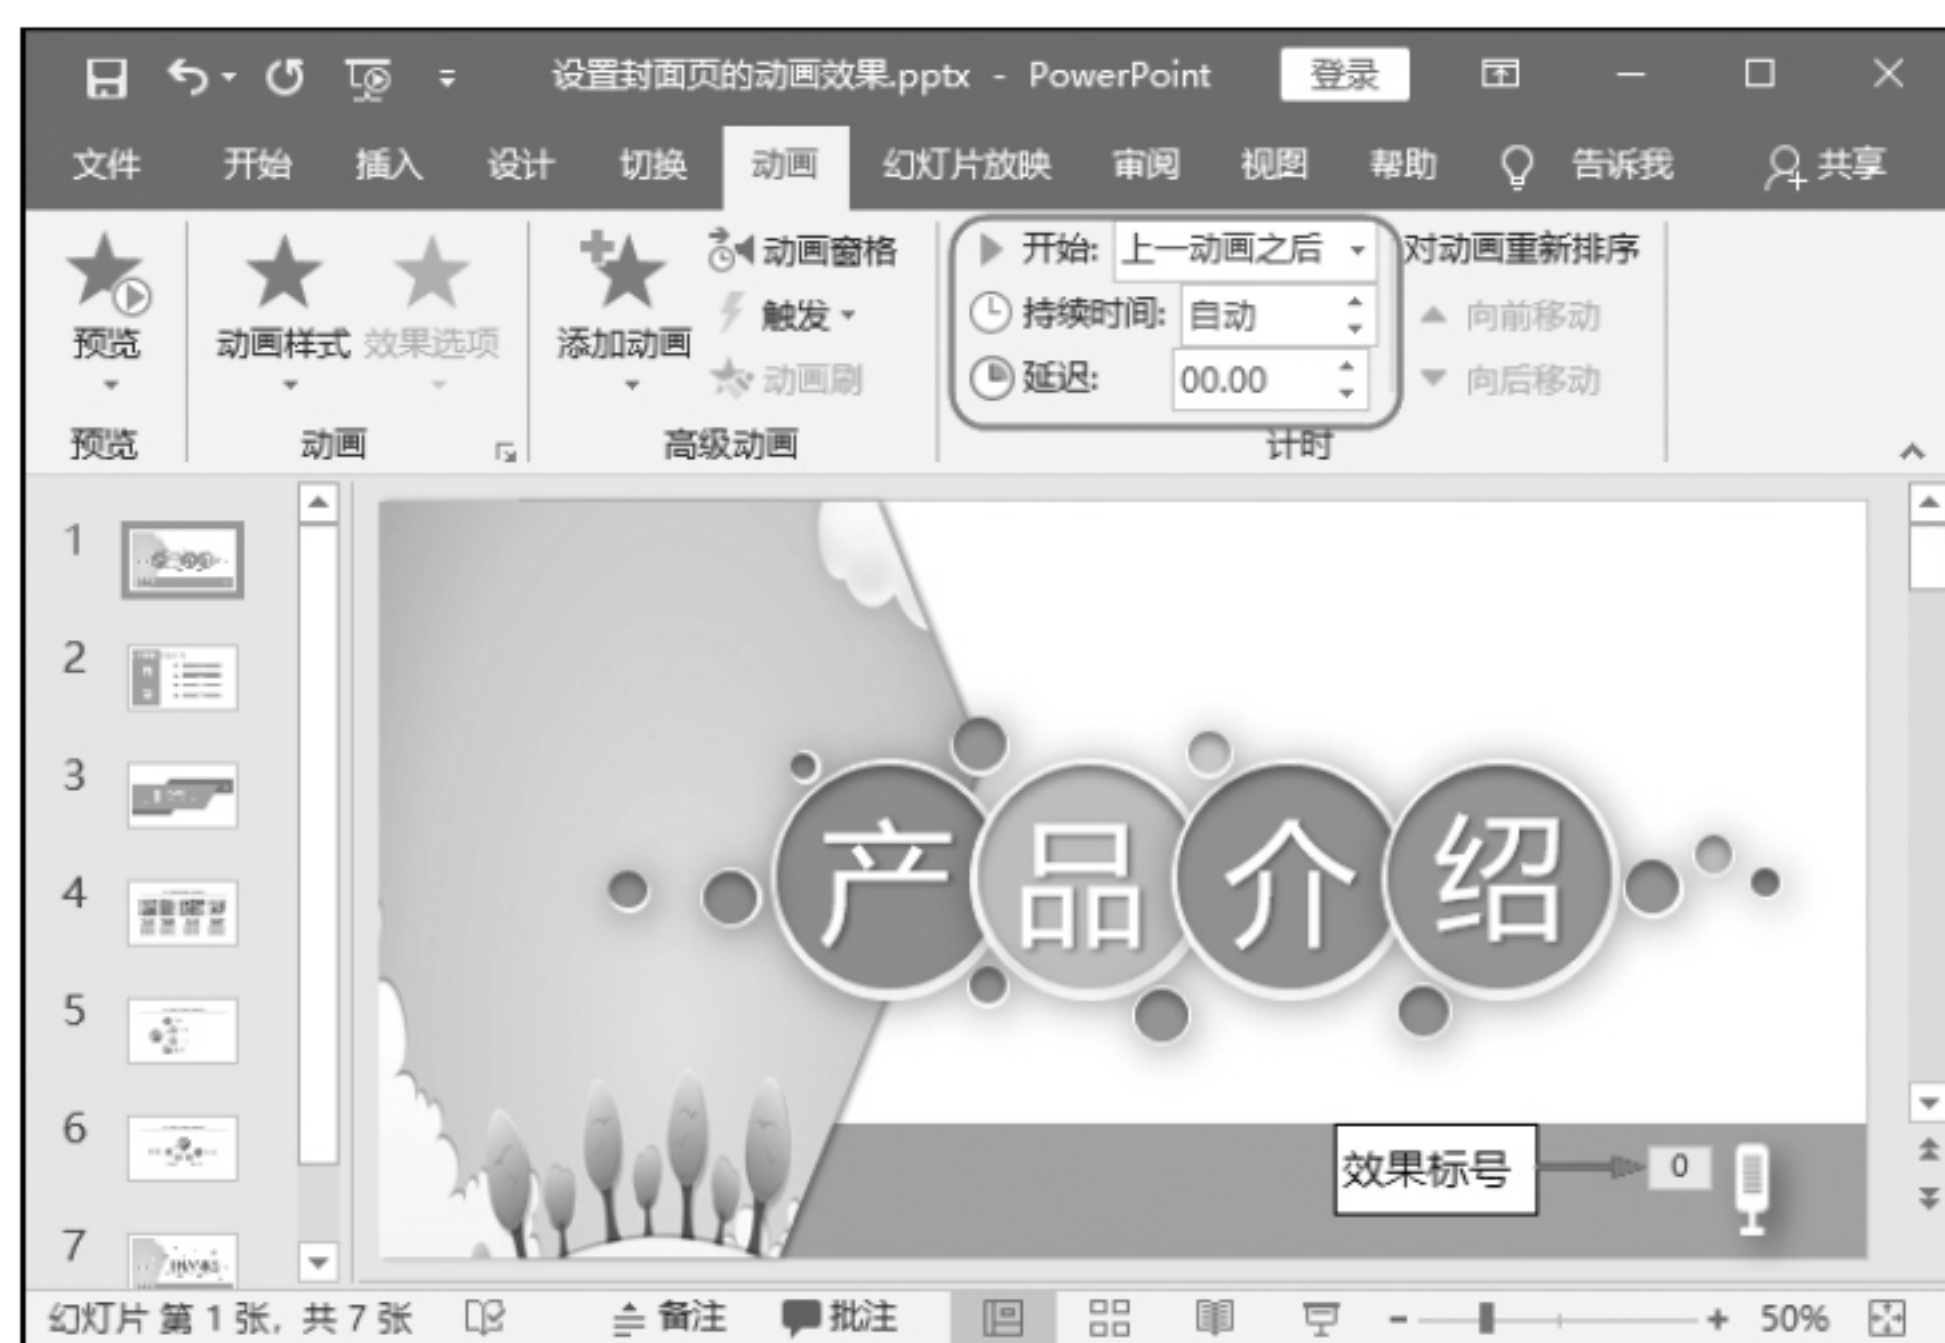 设置封面页的动画效果.pptx - PowerPoint 登录
文件 开始 插入 设计 切换 动画 幻灯片放映 审阅 视图 帮助 告诉我 共享
动画窗格 开始: 上一动画之后 对动画重新排序
触发 持续时间: 自动 向前移动
预览 动画样式 效果选项 添加动画
动画刷 延迟: 00.00 向后移动
预览 动画 高级动画 计时
1
2
3
4
5
6
7
产品介绍
效果标号 0
幻灯片 第 1 张, 共 7 张 备注 批注 - + 50%